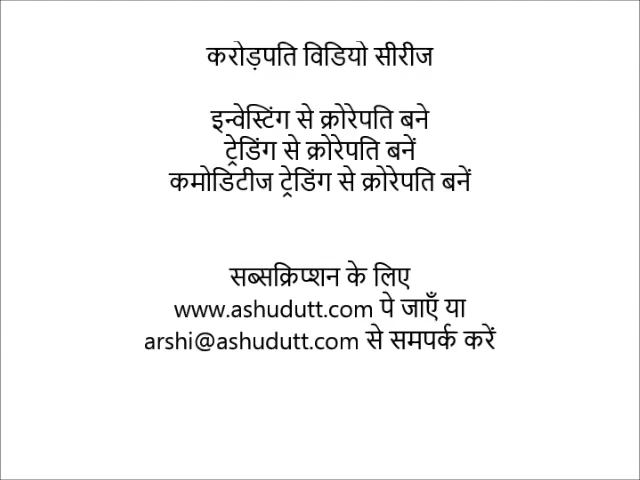 करोड़पति विडियो सीरीज
इन्वेस्टिंग से क्रोरेपति बने
ट्रेडिंग से क्रोरेपति बनें
कमोडिटीज ट्रेडिंग से क्रोरेपति बनें
सब्सक्रिप्शन के लिए
www.ashudutt.com पे जाएँ या
arshi@ashudutt.com से समपर्क करें